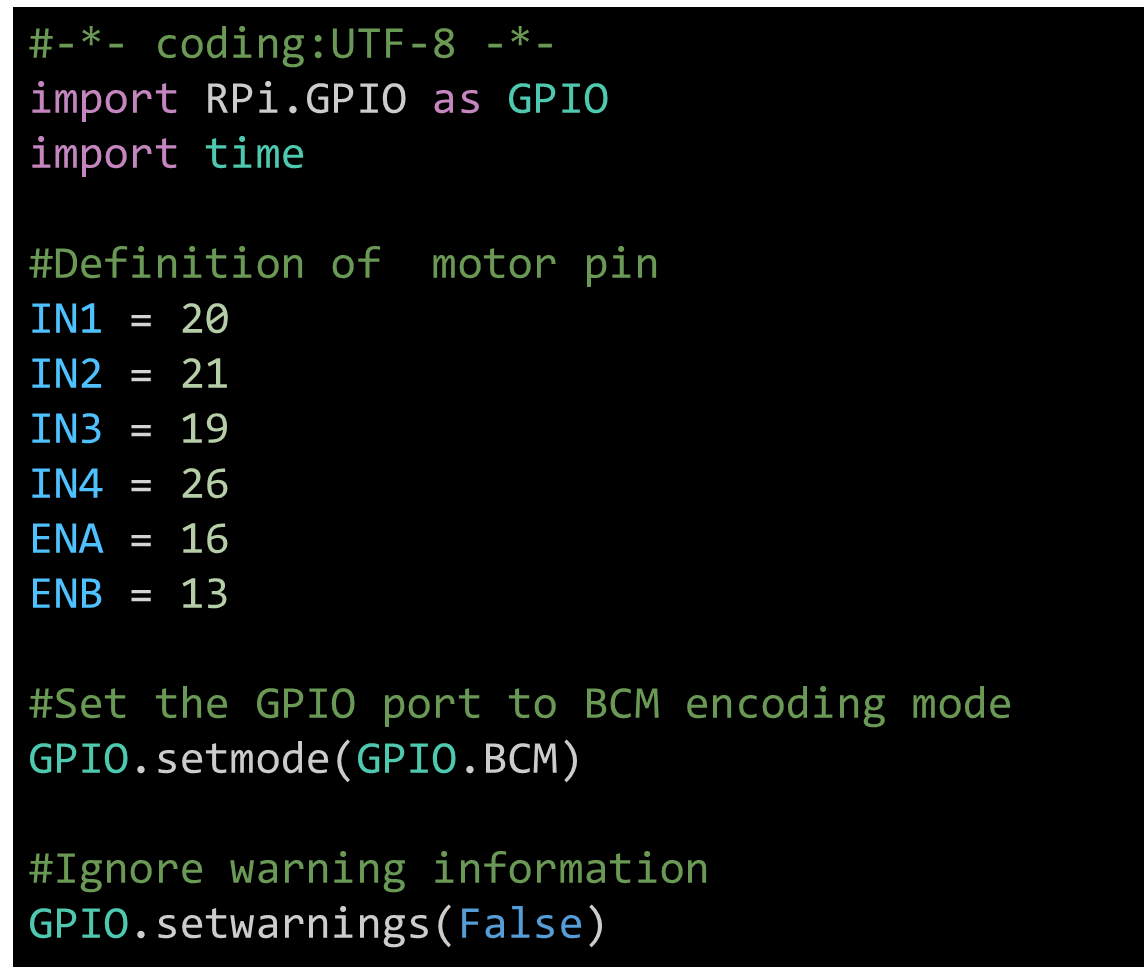 #-*- coding:UTF-8 -*-
import RPi.GPIO as GPIO
import time
#Definition of  motor pin
IN1 = 20
IN2 = 21
IN3 = 19
IN4 = 26
ENA = 16
ENB = 13
#Set the GPIO port to BCM encoding mode
GPIO.setmode(GPIO.BCM)
#Ignore warning information
GPIO.setwarnings(False)